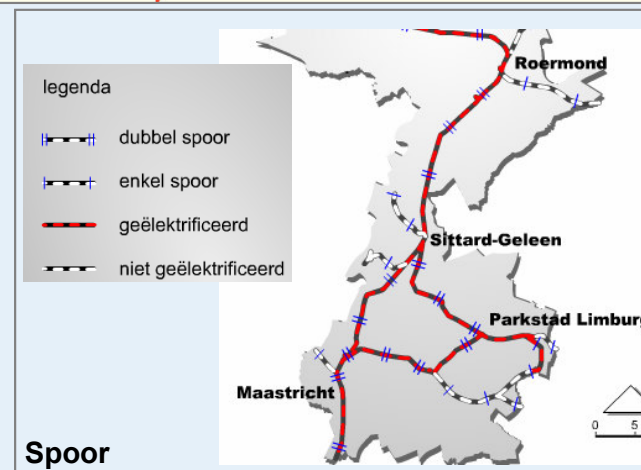 Roermond
legenda
dubbel spoor
enkel spoor
geëlektrificeerd
niet geëlektrificeerd
Sittard-Geleen
Parkstad Limburg
Maastricht
0 5
Spoor